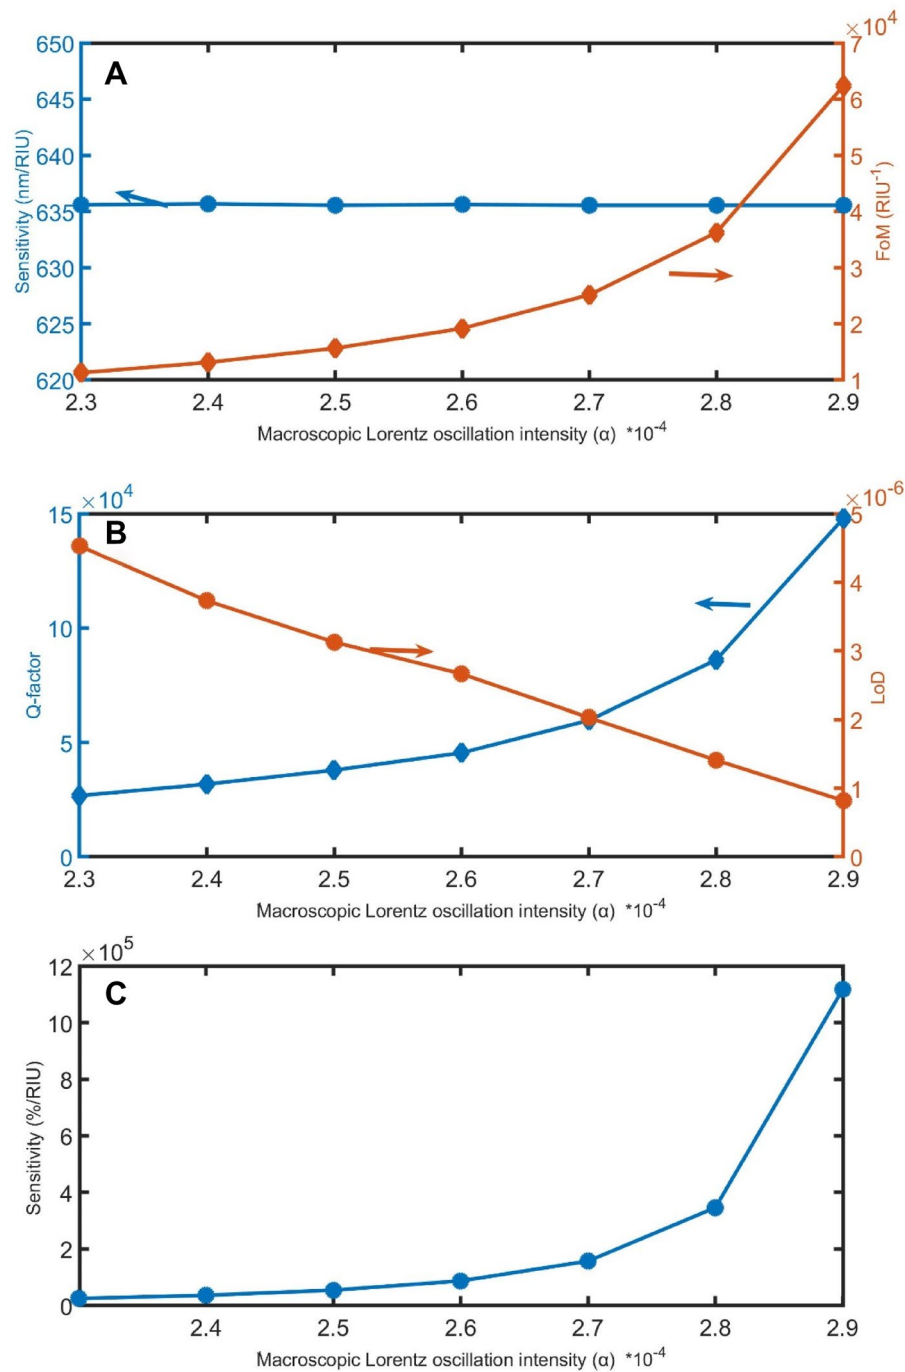 ×10⁴
650
7
A
645
6
640
5
Sensitivity (nm/RIU)
635
4
FoM (RIU⁻¹)
630
3
625
2
620
1
2.3 2.4 2.5 2.6 2.7 2.8 2.9
Macroscopic Lorentz oscillation intensity (α) *10⁻⁴
×10⁴
×10⁻⁶
15
5
B
4
10
3
Q-factor
LoD
2
5
1
0
0
2.3 2.4 2.5 2.6 2.7 2.8 2.9
Macroscopic Lorentz oscillation intensity (α) *10⁻⁴
×10⁵
12
C
10
8
Sensitivity (%/RIU)
6
4
2
0
2.4 2.5 2.6 2.7 2.8 2.9
Macroscopic Lorentz oscillation intensity (α) *10⁻⁴